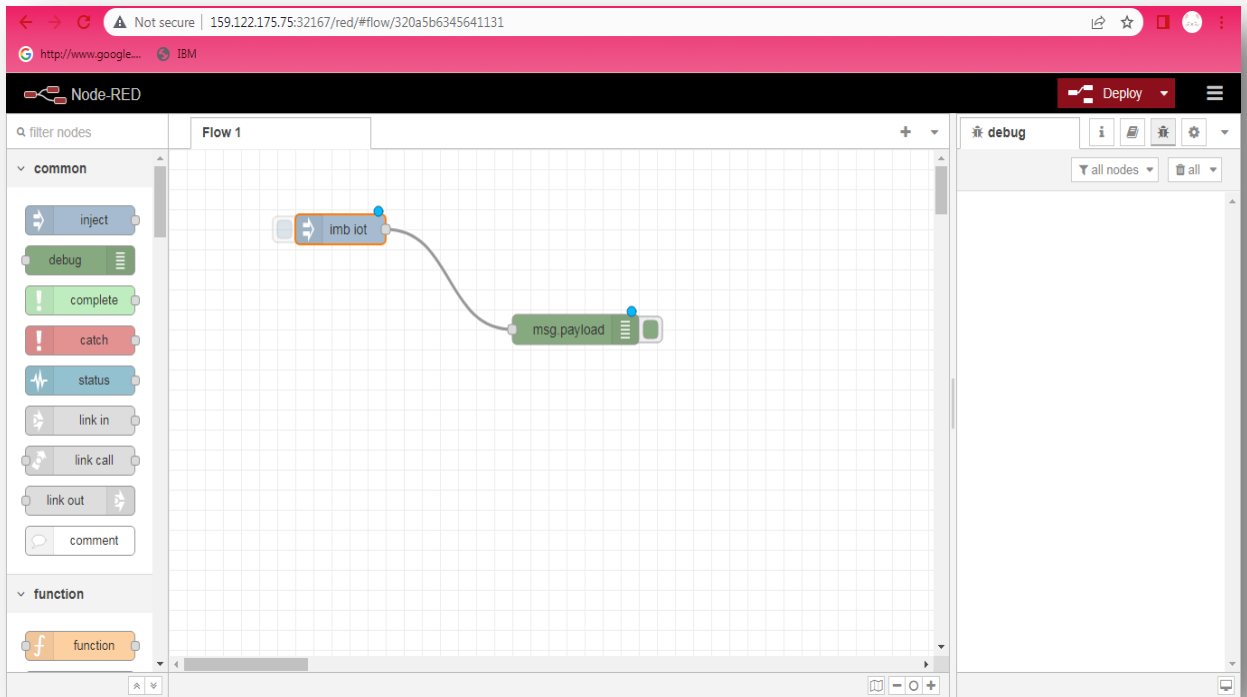 Not secure 159.122.175.75:32167/red/#flow/320a5b6345641131
http://www.google.... IBM
Node-RED
Deploy
filter nodes
Flow 1
debug
i
all nodes
all
common
inject
debug
complete
catch
status
link in
link call
link out
comment
function
function
imb iot
msg.payload